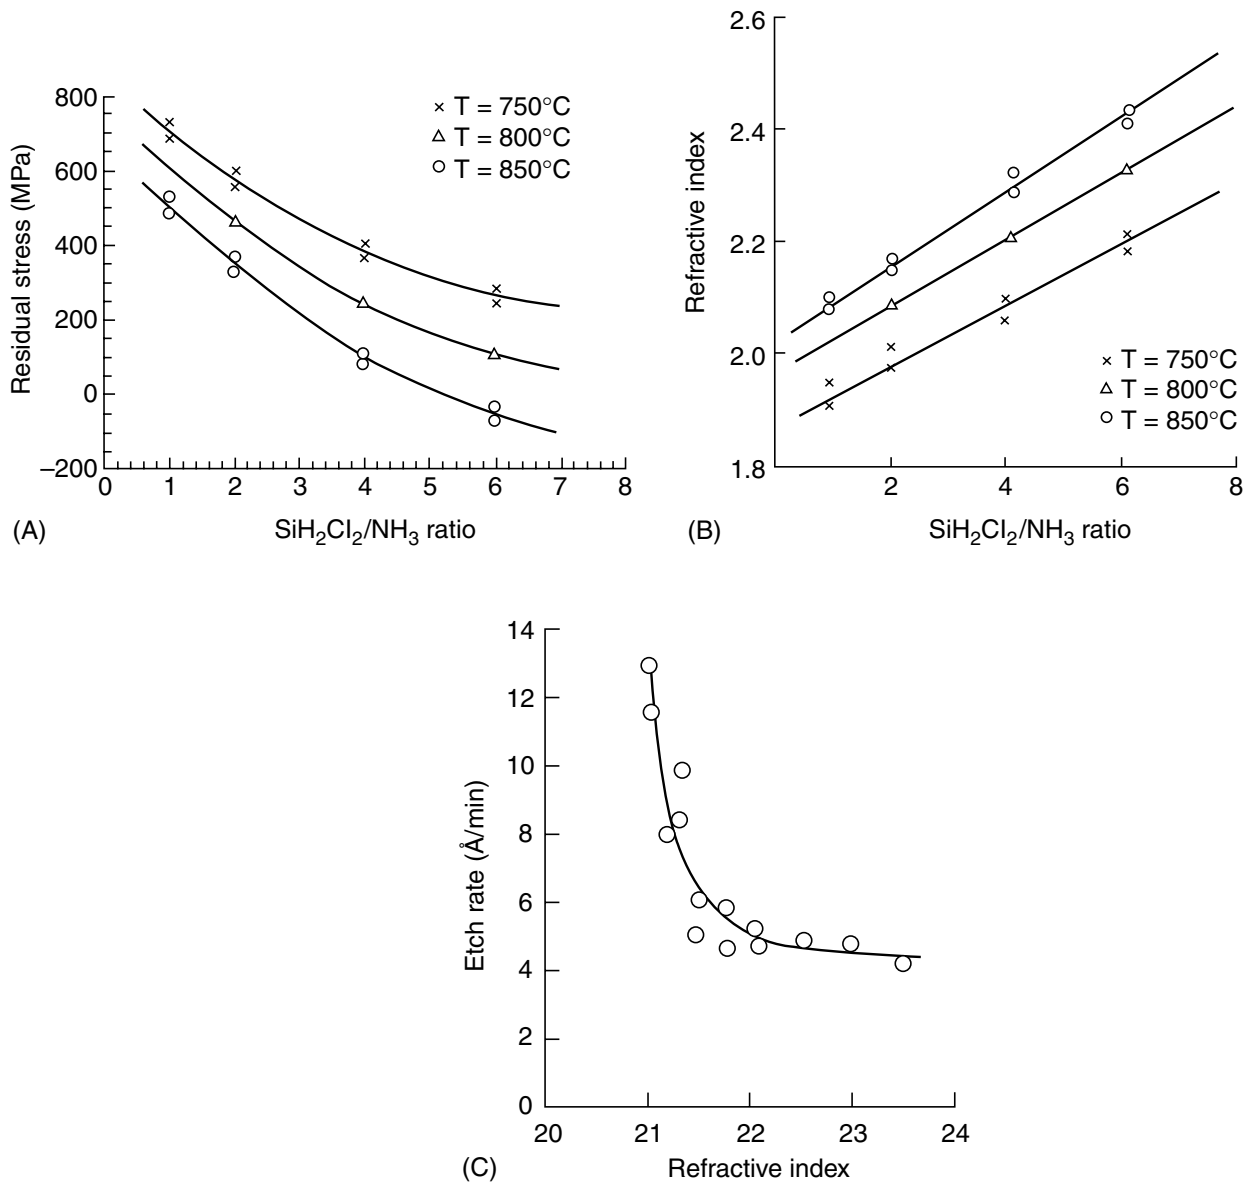 800
600
400
200
0
–200
Residual stress (MPa)
× T = 750°C
△ T = 800°C
○ T = 850°C
0 1 2 3 4 5 6 7 8
SiH₂Cl₂/NH₃ ratio
(A)
2.6
2.4
2.2
2.0
1.8
Refractive index
× T = 750°C
△ T = 800°C
○ T = 850°C
2 4 6 8
SiH₂Cl₂/NH₃ ratio
(B)
14
12
10
8
6
4
2
0
Etch rate (Å/min)
20 21 22 23 24
Refractive index
(C)